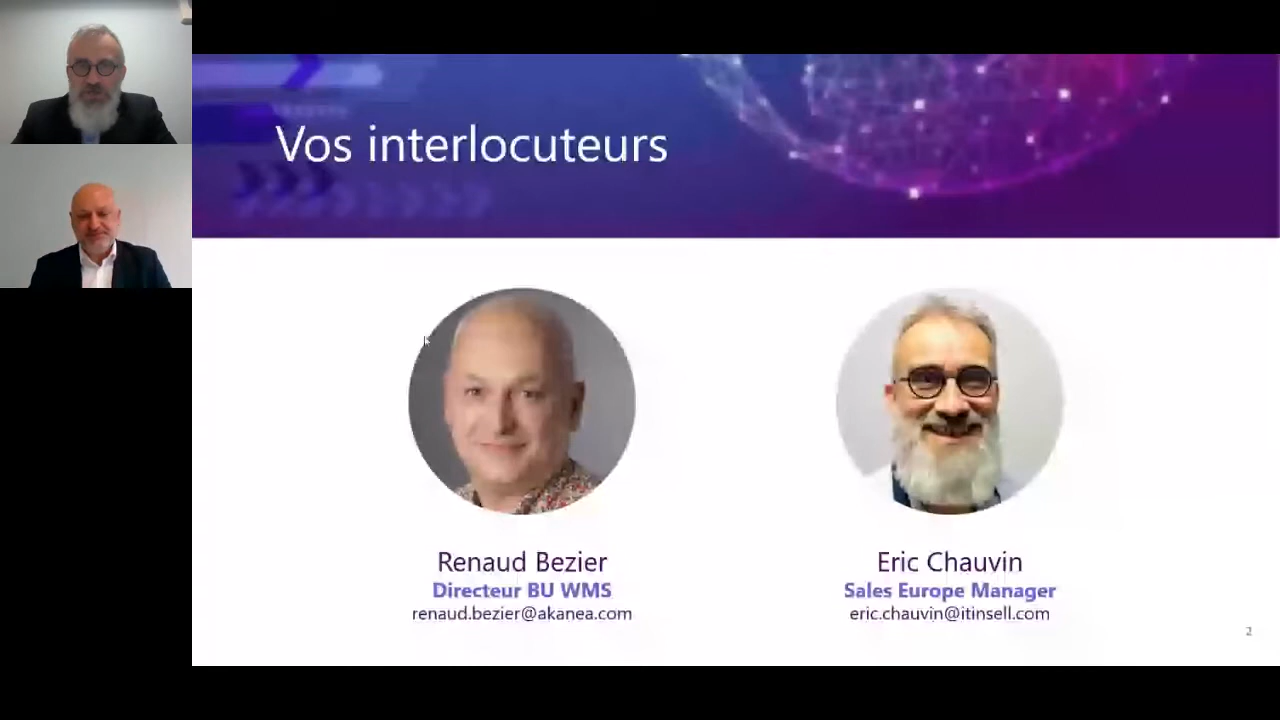 Vos interlocuteurs
Renaud Bezier
Directeur BU WMS
renaud.bezier@akanea.com
Eric Chauvin
Sales Europe Manager
eric.chauvin@itinsell.com
2